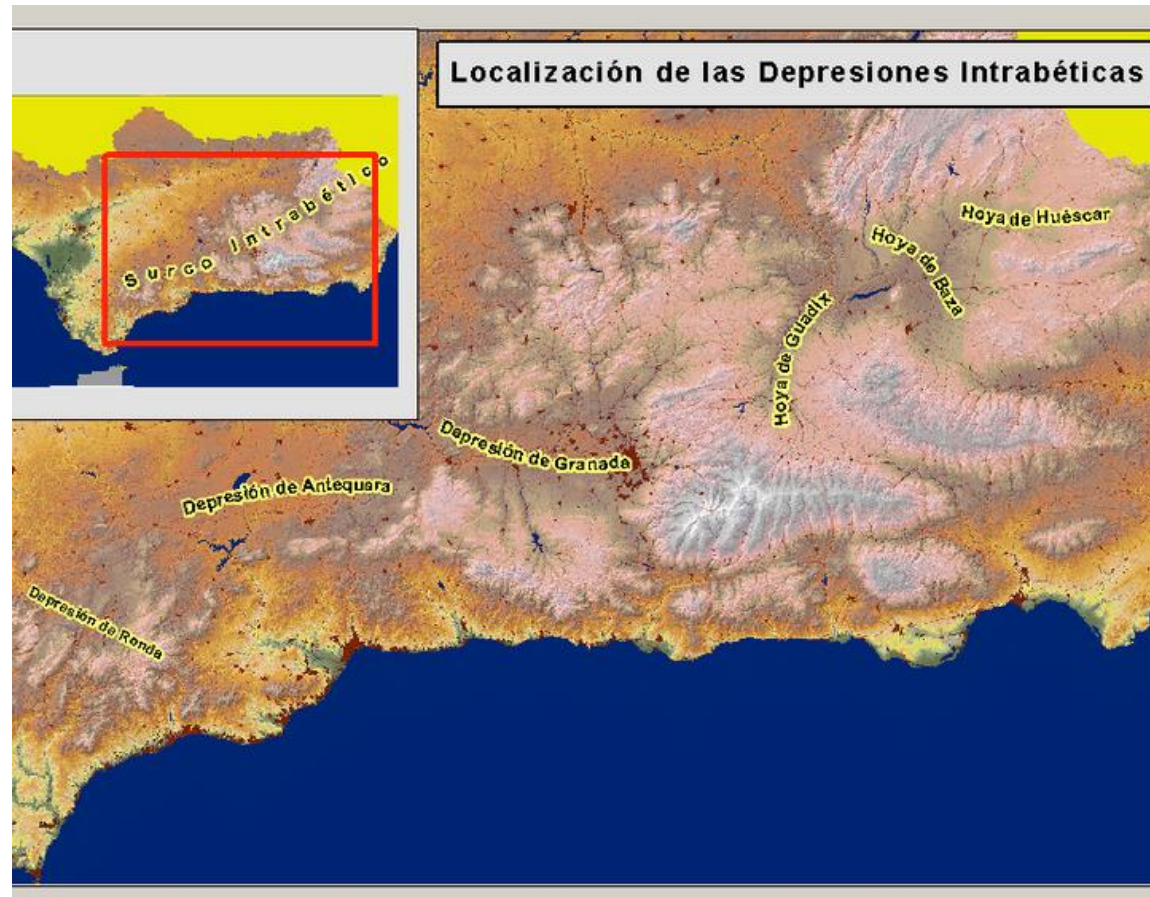 Localización de las Depresiones Intrabéticas
Surco Intrabético
Hoya de Huéscar
Hoya de Baza
Hoya de Guadix
Depresión de Granada
Depresión de Antequara
Depresión de Ronda